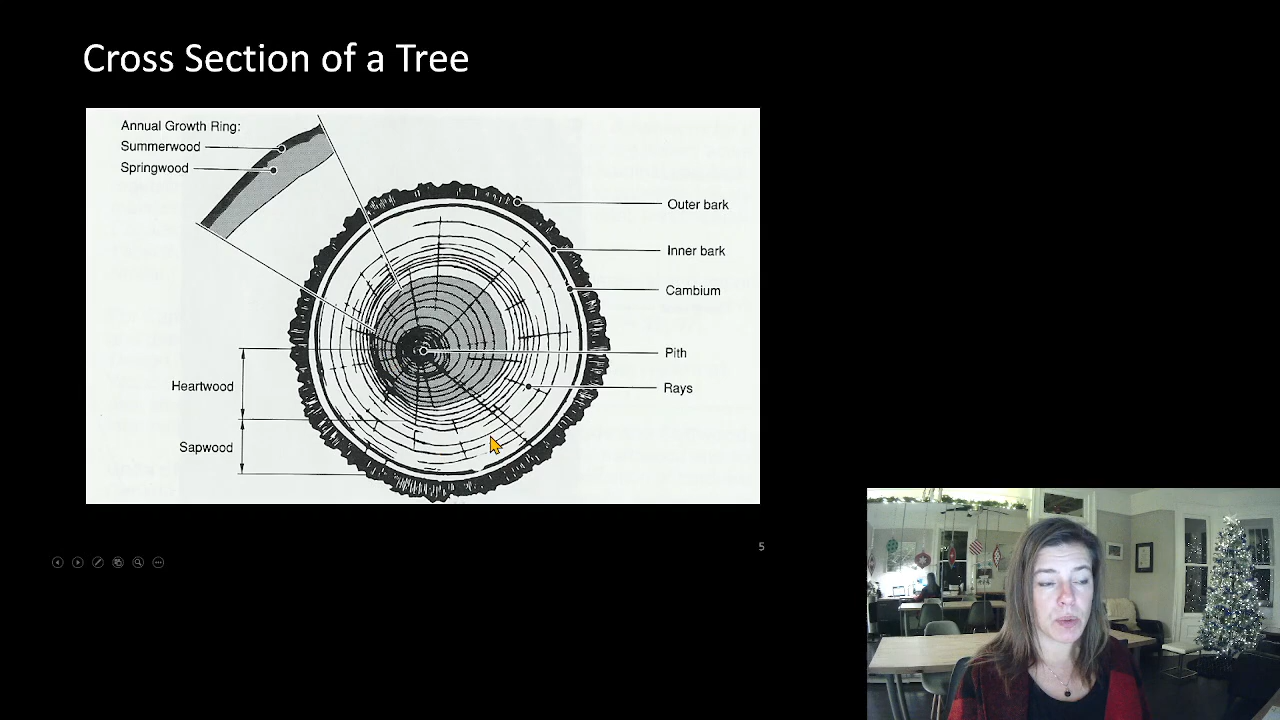 Cross Section of a Tree
Annual Growth Ring:
Summerwood
Springwood
Outer bark
Inner bark
Cambium
Pith
Rays
Heartwood
Sapwood
5